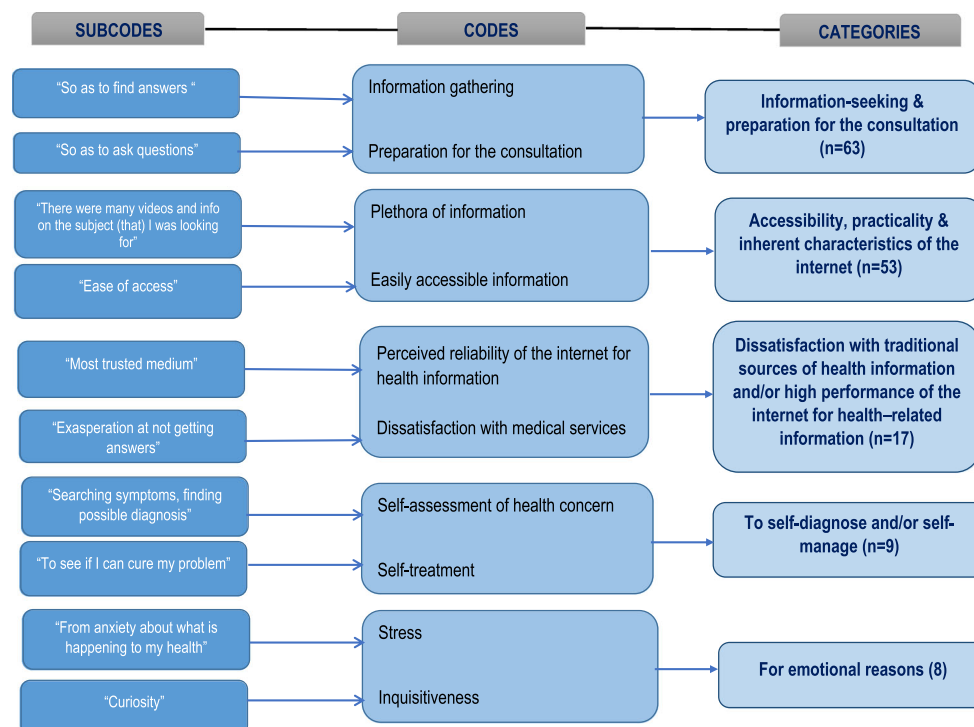 SUBCODES
CODES
CATEGORIES
“So as to find answers “
“So as to ask questions”
Information gathering
Preparation for the consultation
Information-seeking &
preparation for the consultation
(n=63)
“There were many videos and info
on the subject (that) I was looking
for”
“Ease of access”
Plethora of information
Easily accessible information
Accessibility, practicality &
inherent characteristics of the
internet (n=53)
“Most trusted medium”
“Exasperation at not getting
answers”
Perceived reliability of the internet for
health information
Dissatisfaction with medical services
Dissatisfaction with traditional
sources of health information
and/or high performance of the
internet for health–related
information (n=17)
“Searching symptoms, finding
possible diagnosis”
“To see if I can cure my problem”
Self-assessment of health concern
Self-treatment
To self-diagnose and/or self-
manage (n=9)
“From anxiety about what is
happening to my health”
“Curiosity”
Stress
Inquisitiveness
For emotional reasons (8)